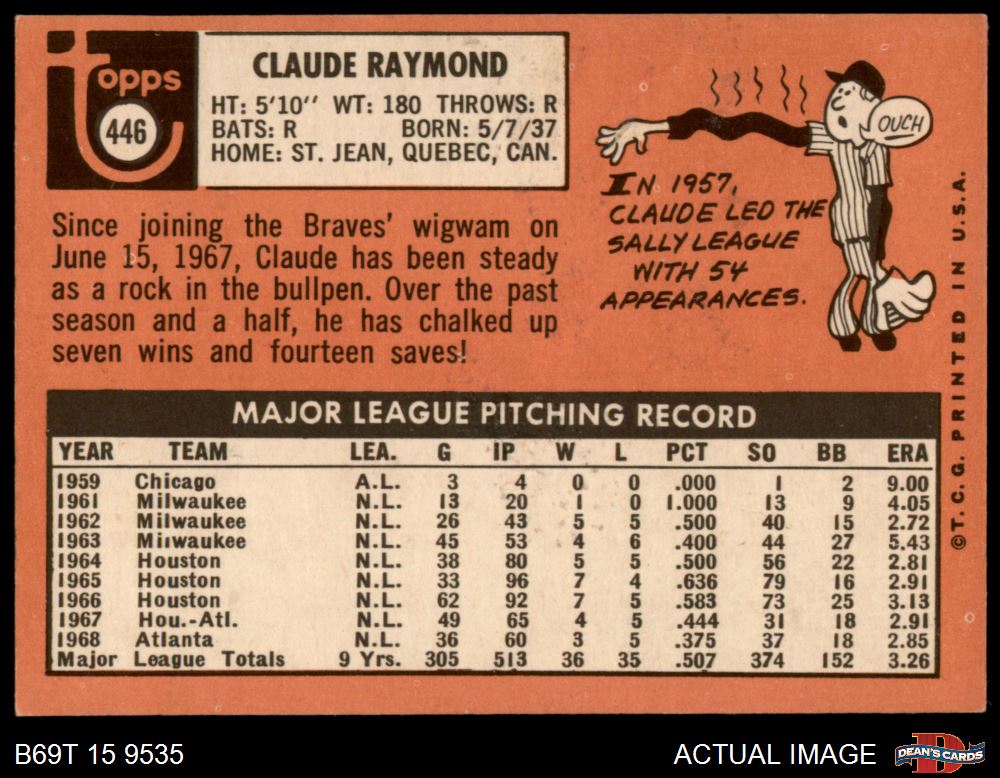 Topps
446
CLAUDE RAYMOND
HT: 5'10'' WT: 180 THROWS: R
BATS: R BORN: 5/7/37
HOME: ST. JEAN, QUEBEC, CAN.
Since joining the Braves' wigwam on
June 15, 1967, Claude has been steady
as a rock in the bullpen. Over the past
season and a half, he has chalked up
seven wins and fourteen saves!
OUCH
IN 1957,
CLAUDE LED THE
SALLY LEAGUE
WITH 54
APPEARANCES.
©T. C. G. PRINTED IN U.S.A.
MAJOR LEAGUE PITCHING RECORD
YEAR TEAM LEA. G IP W L PCT SO BB ERA
1959 Chicago A.L. 3 4 0 0 .000 1 2 9.00
1961 Milwaukee N.L. 13 20 1 0 1.000 13 9 4.05
1962 Milwaukee N.L. 26 43 5 5 .500 40 15 2.72
1963 Milwaukee N.L. 45 53 4 6 .400 44 27 5.43
1964 Houston N.L. 38 80 5 5 .500 56 22 2.81
1965 Houston N.L. 33 96 7 4 .636 79 16 2.91
1966 Houston N.L. 62 92 7 5 .583 73 25 3.13
1967 Hou.-Atl. N.L. 49 65 4 5 .444 31 18 2.91
1968 Atlanta N.L. 36 60 3 5 .375 37 18 2.85
Major League Totals 9 Yrs. 305 513 36 35 .507 374 152 3.26
B69T 15 9535
ACTUAL IMAGE
D
DEAN'S CARDS